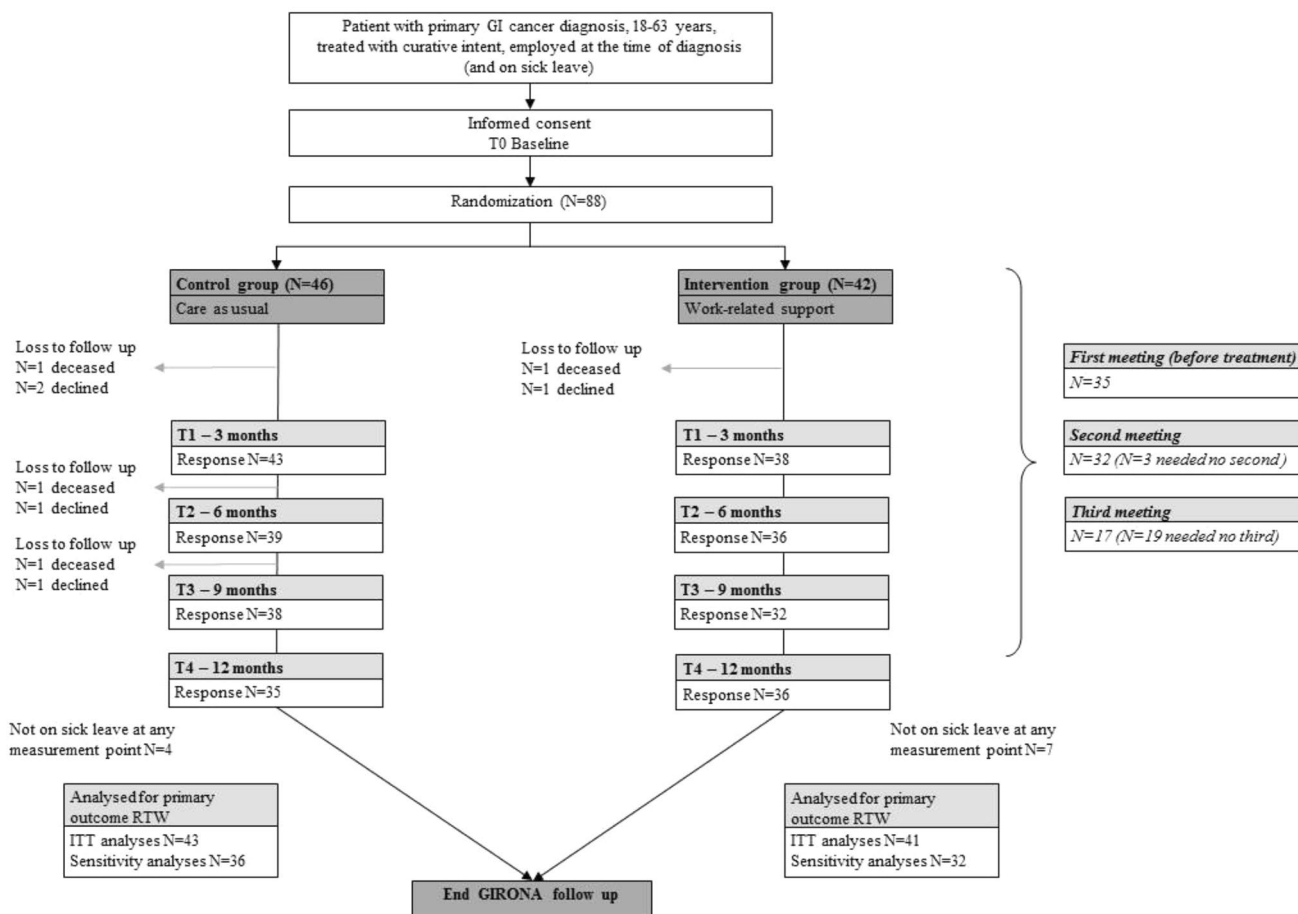 Patient with primary GI cancer diagnosis, 18-63 years,
treated with curative intent, employed at the time of diagnosis
(and on sick leave)
Informed consent
T0 Baseline
Randomization (N=88)
Control group (N=46)
Care as usual
Intervention group (N=42)
Work-related support
Loss to follow up
N=1 deceased
N=2 declined
Loss to follow up
N=1 deceased
N=1 declined
First meeting (before treatment)
N=35
Second meeting
N=32 (N=3 needed no second)
Third meeting
N=17 (N=19 needed no third)
T1 – 3 months
Response N=43
T1 – 3 months
Response N=38
Loss to follow up
N=1 deceased
N=1 declined
T2 – 6 months
Response N=39
T2 – 6 months
Response N=36
Loss to follow up
N=1 deceased
N=1 declined
T3 – 9 months
Response N=38
T3 – 9 months
Response N=32
T4 – 12 months
Response N=35
T4 – 12 months
Response N=36
Not on sick leave at any
measurement point N=4
Not on sick leave at any
measurement point N=7
Analysed for primary
outcome RTW
ITT analyses N=43
Sensitivity analyses N=36
Analysed for primary
outcome RTW
ITT analyses N=41
Sensitivity analyses N=32
End GIRONA follow up